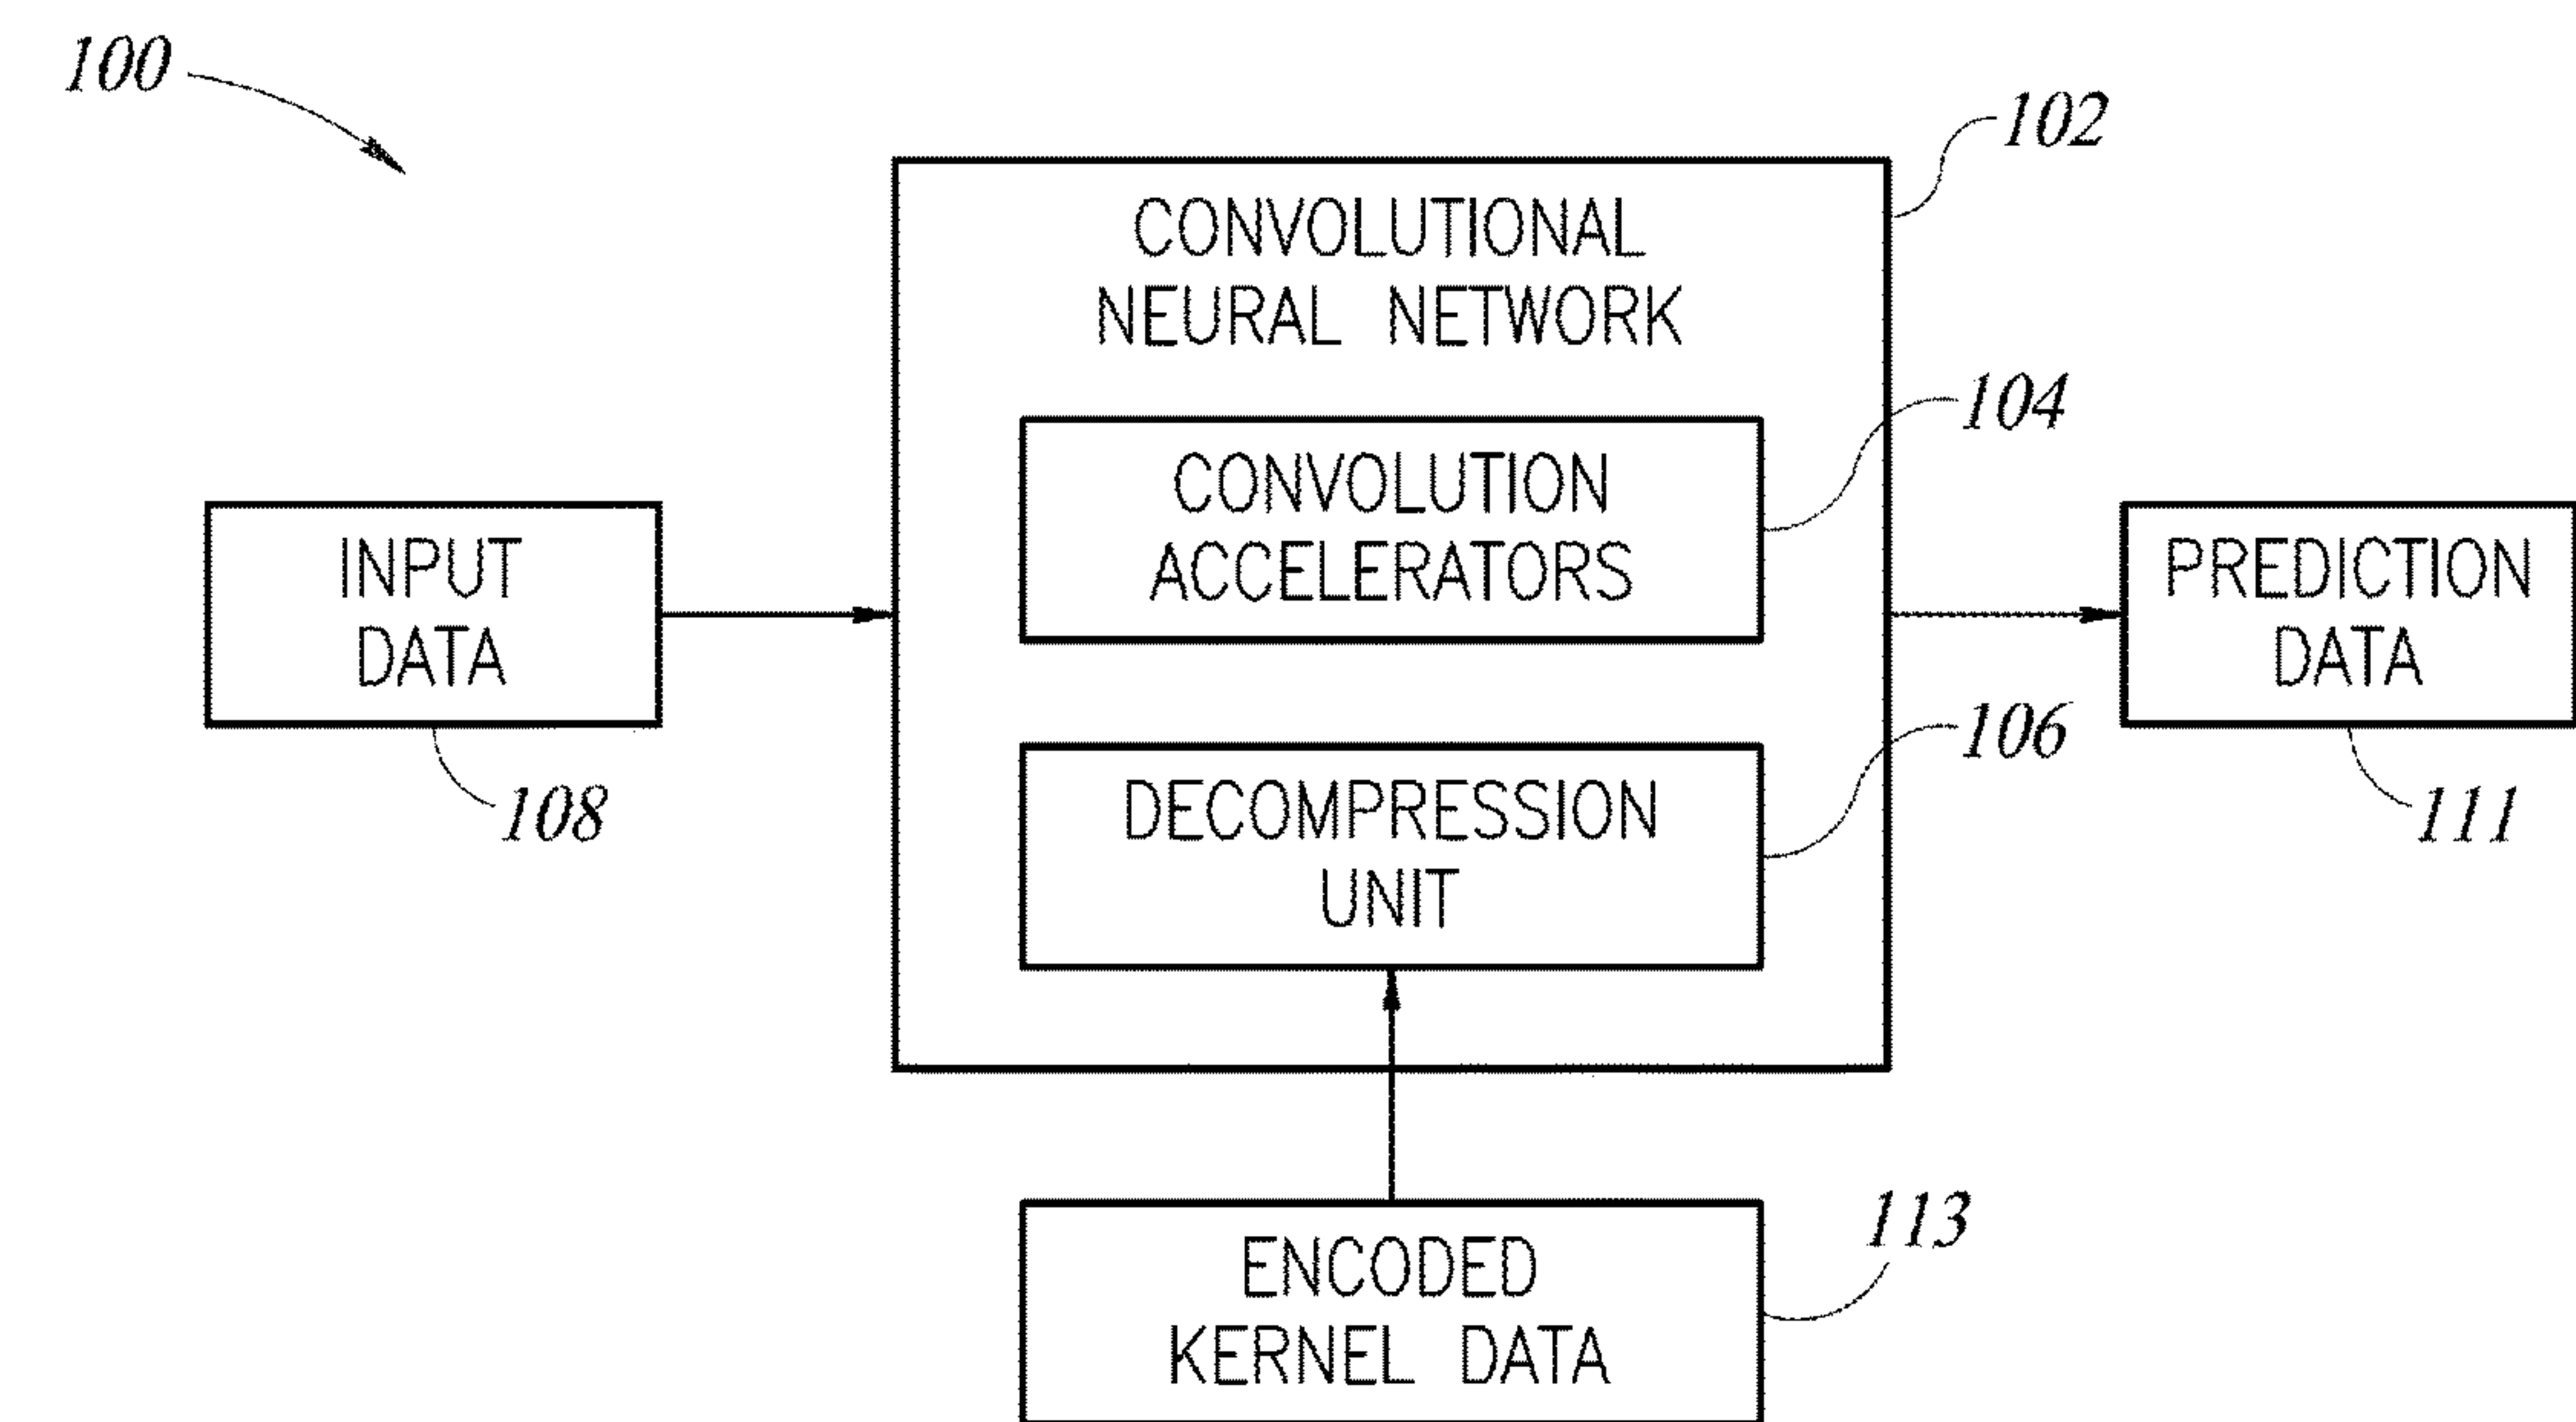 100
102
CONVOLUTIONAL
NEURAL NETWORK
104
CONVOLUTION
ACCELERATORS
INPUT
DATA
108
PREDICTION
DATA
111
106
DECOMPRESSION
UNIT
113
ENCODED
KERNEL DATA